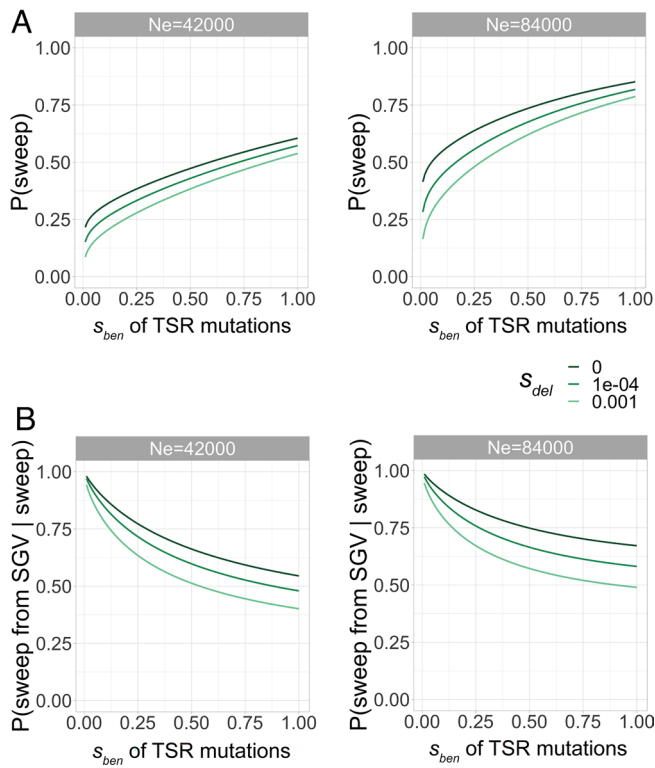 A
Ne=42000
Ne=84000
P(sweep)
1.00
0.75
0.50
0.25
0.00
0.00 0.25 0.50 0.75 1.00
s_ben of TSR mutations
P(sweep)
1.00
0.75
0.50
0.25
0.00
0.00 0.25 0.50 0.75 1.00
s_ben of TSR mutations
s_del
0
1e-04
0.001
B
Ne=42000
Ne=84000
P(sweep from SGV | sweep)
1.00
0.75
0.50
0.25
0.00
0.00 0.25 0.50 0.75 1.00
s_ben of TSR mutations
P(sweep from SGV | sweep)
1.00
0.75
0.50
0.25
0.00
0.00 0.25 0.50 0.75 1.00
s_ben of TSR mutations